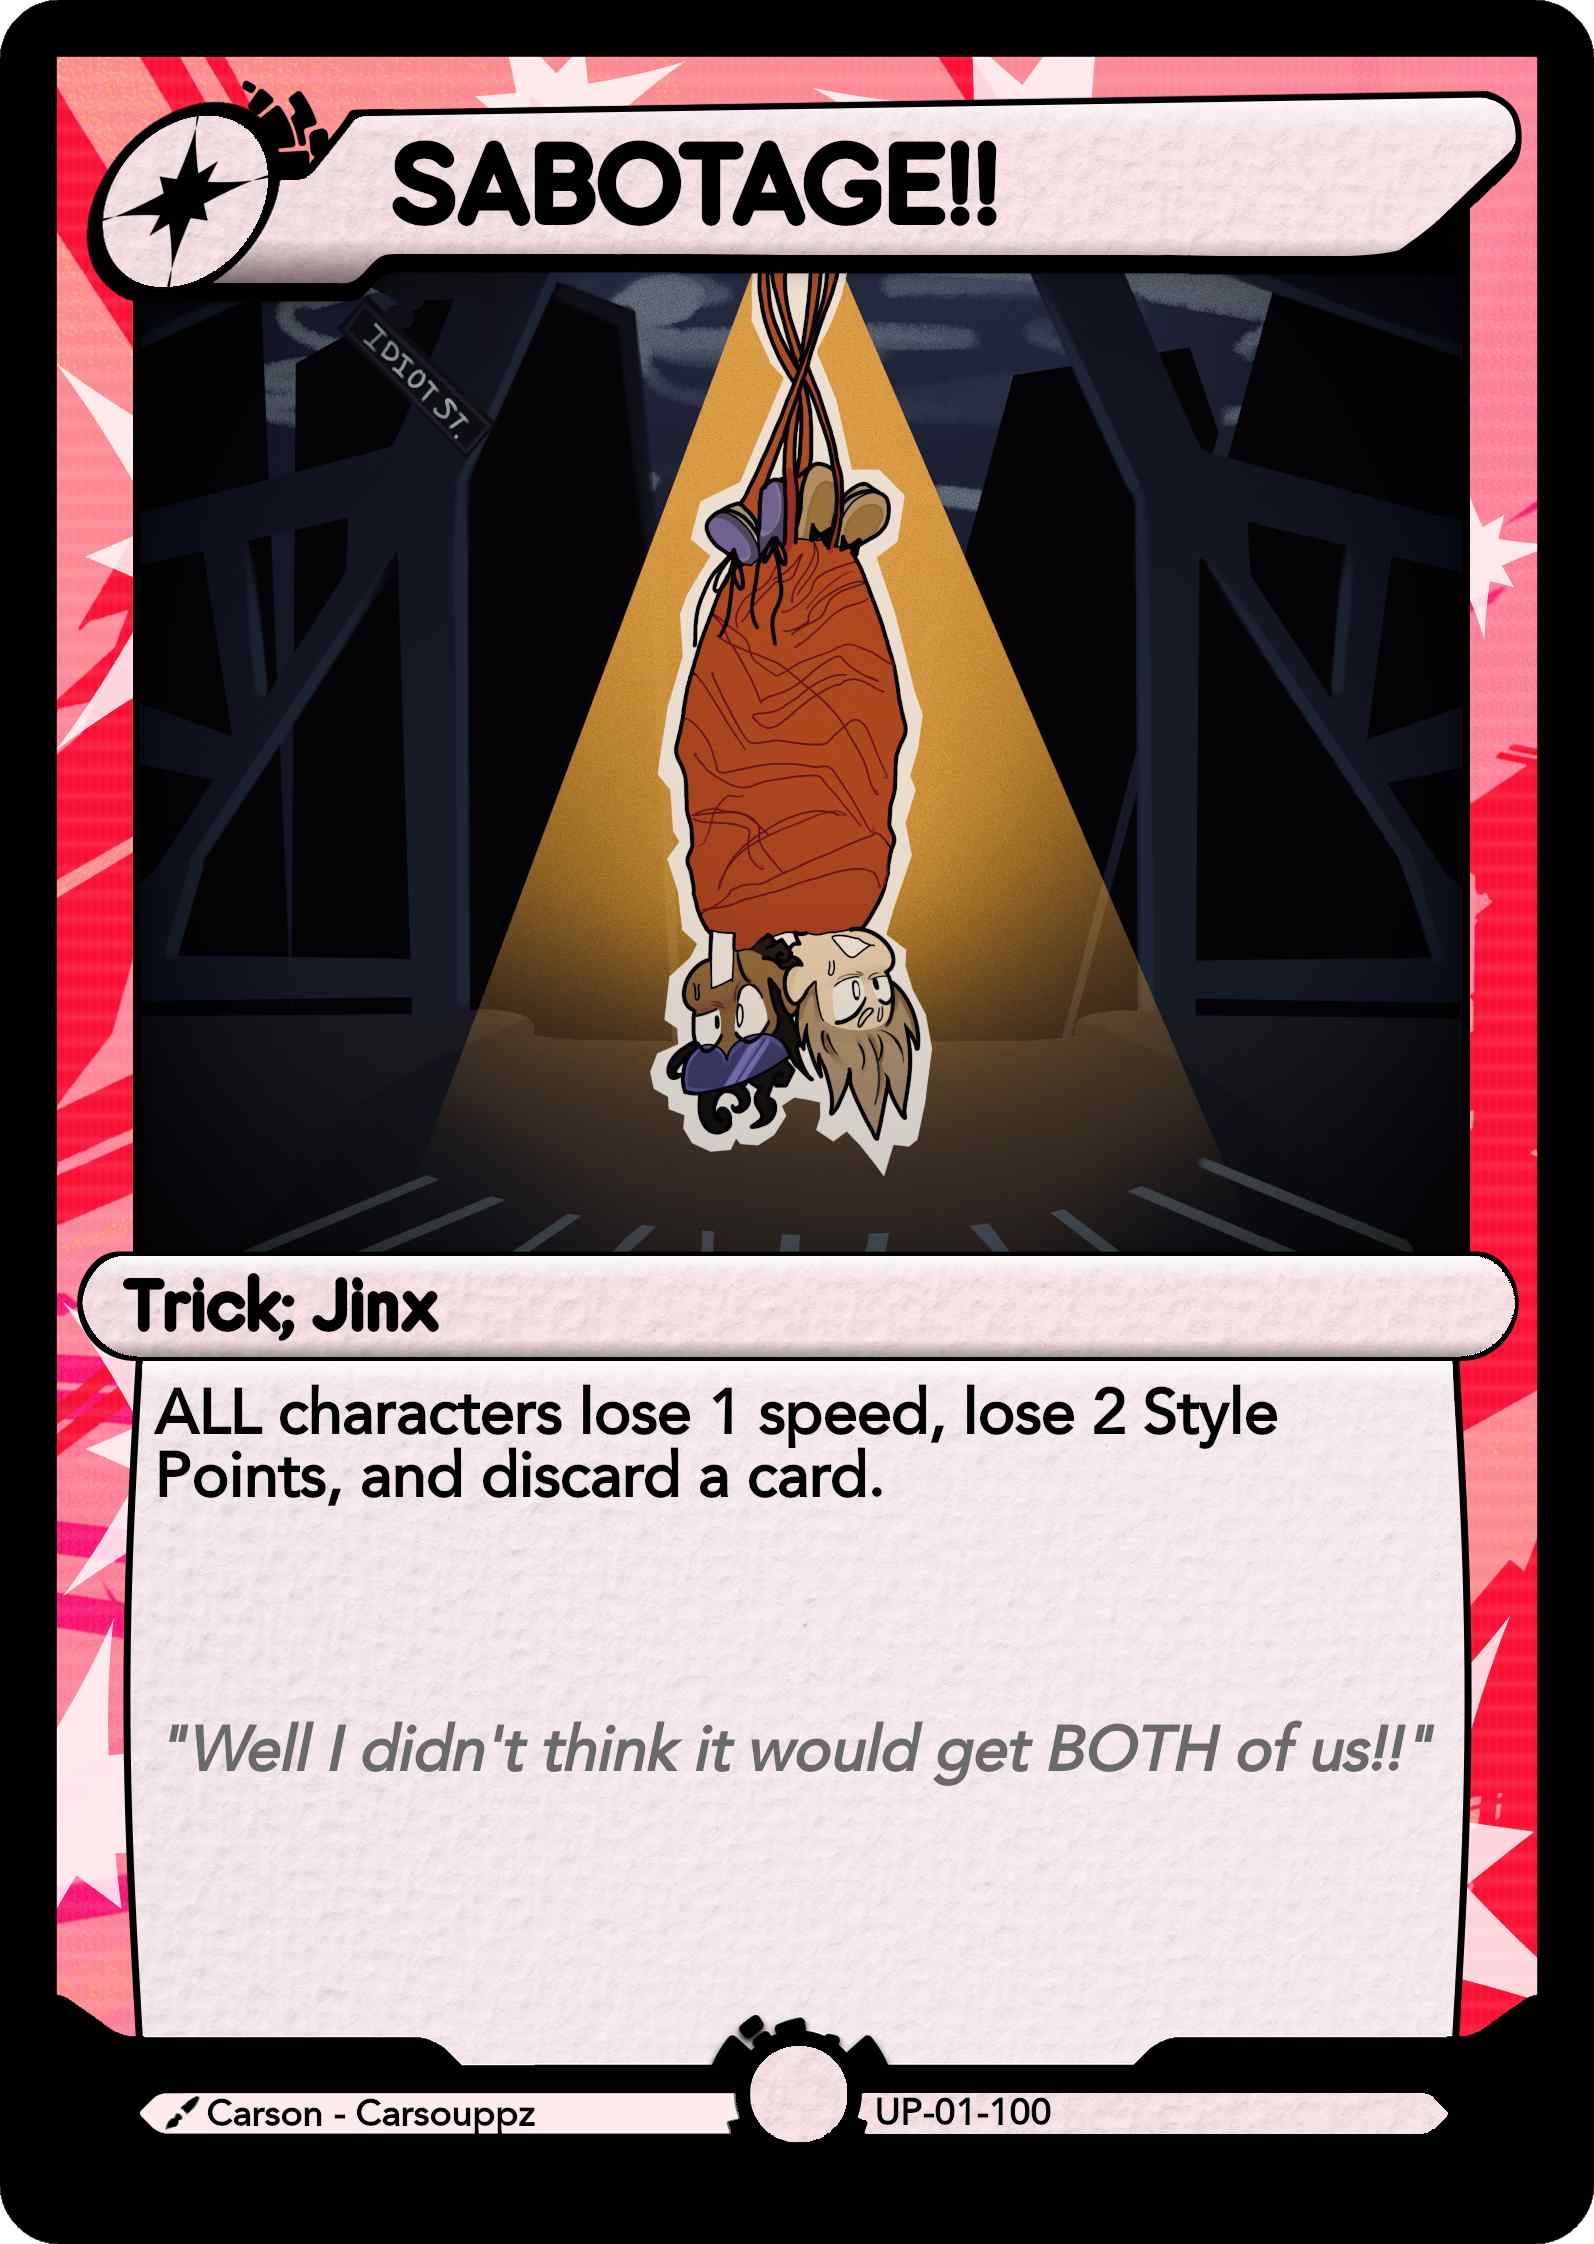 SABOTAGE!!
IDIOT ST.
Trick; Jinx
ALL characters lose 1 speed, lose 2 Style
Points, and discard a card.
"Well I didn't think it would get BOTH of us!!"
Carson - Carsouppz
UP-01-100